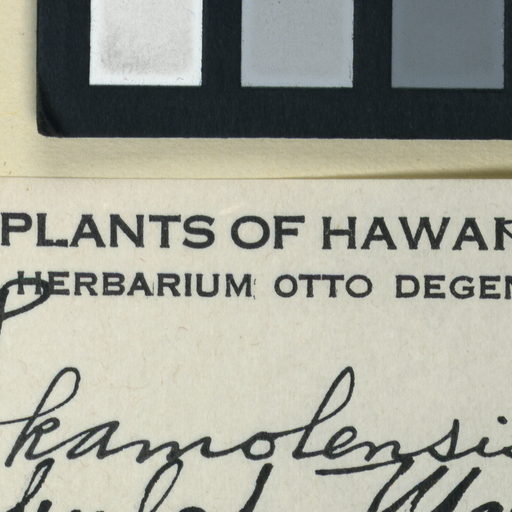 PLANTS OF HAWAI
HERBARIUM OTTO DEGEN
kamolensis